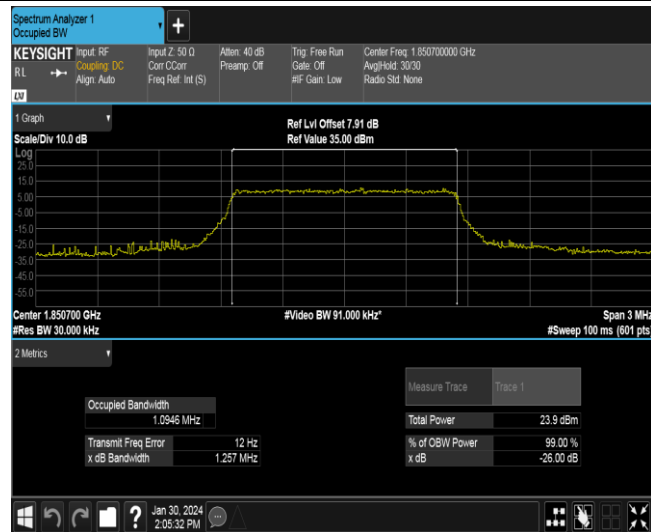 Spectrum Analyzer 1
Occupied BW
+
KEYSIGHT Input: RF Input Z: 50 Ω Atten: 40 dB Trig: Free Run Center Freq: 1.850700000 GHz
RL Coupling: DC Corr CCorr Preamp: Off Gate: Off Avg|Hold: 30/30
Align: Auto Freq Ref: Int (S) #IF Gain: Low Radio Std: None
LXI
1 Graph
Ref Lvl Offset 7.91 dB
Scale/Div 10.0 dB Ref Value 35.00 dBm
Log
25.0
15.0
5.00
-5.00
-15.0
-25.0
-35.0
-45.0
-55.0
Center 1.850700 GHz #Video BW 91.000 kHz* Span 3 MHz
#Res BW 30.000 kHz #Sweep 100 ms (601 pts)
2 Metrics
Measure Trace Trace 1
Occupied Bandwidth
1.0946 MHz Total Power 23.9 dBm
Transmit Freq Error 12 Hz % of OBW Power 99.00 %
x dB Bandwidth 1.257 MHz x dB -26.00 dB
? Jan 30, 2024
2:05:32 PM